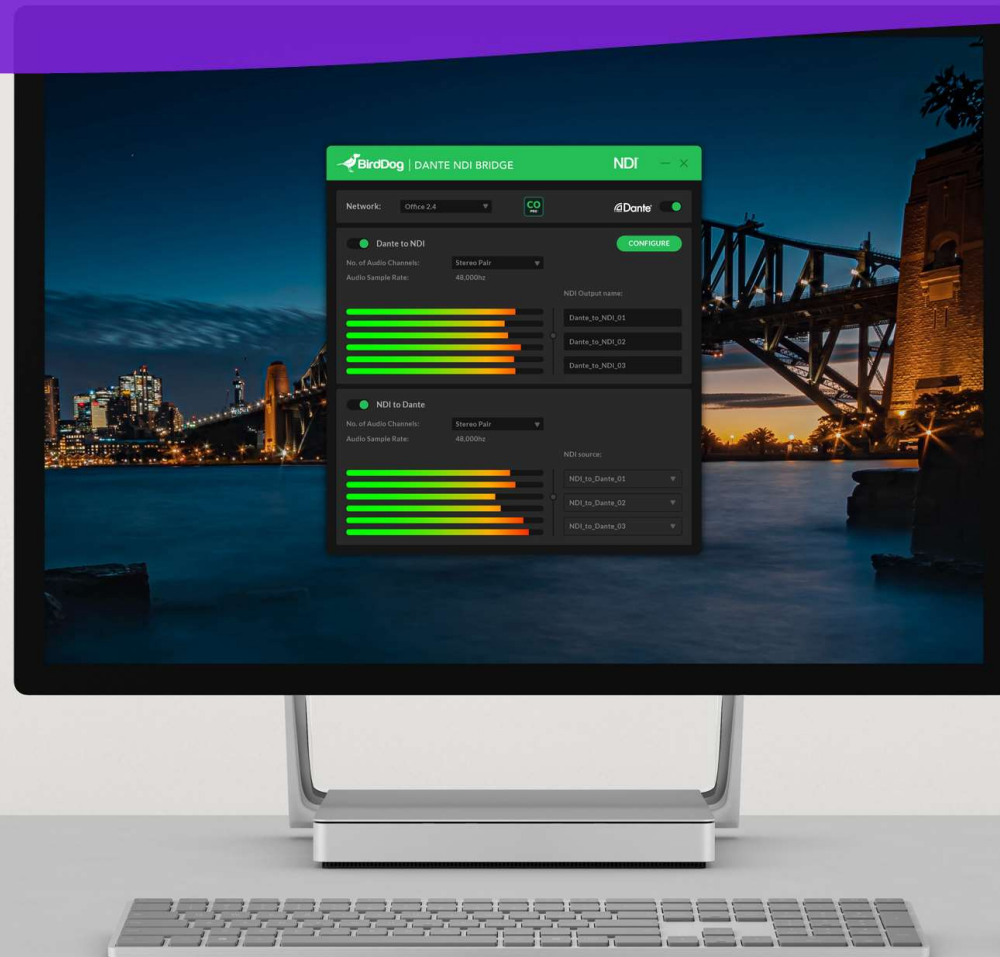 BirdDog | DANTE NDI BRIDGE NDI
Network: Office 2.4 CO PRO Dante
Dante to NDI CONFIGURE
No. of Audio Channels: Stereo Pair
Audio Sample Rate: 48,000hz
NDI Output name:
Dante_to_NDI_01
Dante_to_NDI_02
Dante_to_NDI_03
NDI to Dante
No. of Audio Channels: Stereo Pair
Audio Sample Rate: 48,000hz
NDI source:
NDI_to_Dante_01
NDI_to_Dante_02
NDI_to_Dante_03